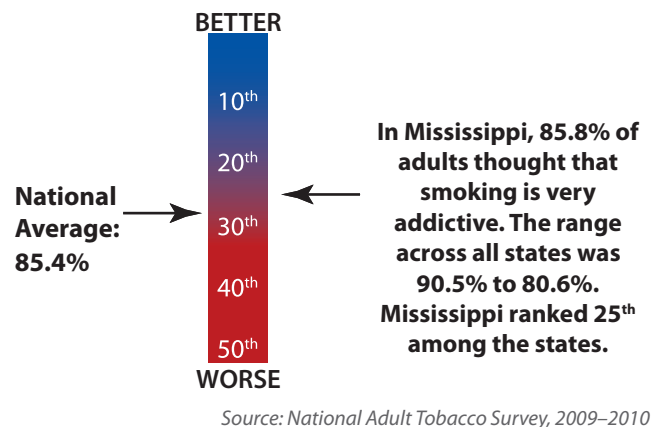 BETTER
10th
20th
30th
40th
50th
WORSE
National
Average:
85.4%
In Mississippi, 85.8% of
adults thought that
smoking is very
addictive. The range
across all states was
90.5% to 80.6%.
Mississippi ranked 25th
among the states.
Source: National Adult Tobacco Survey, 2009–2010